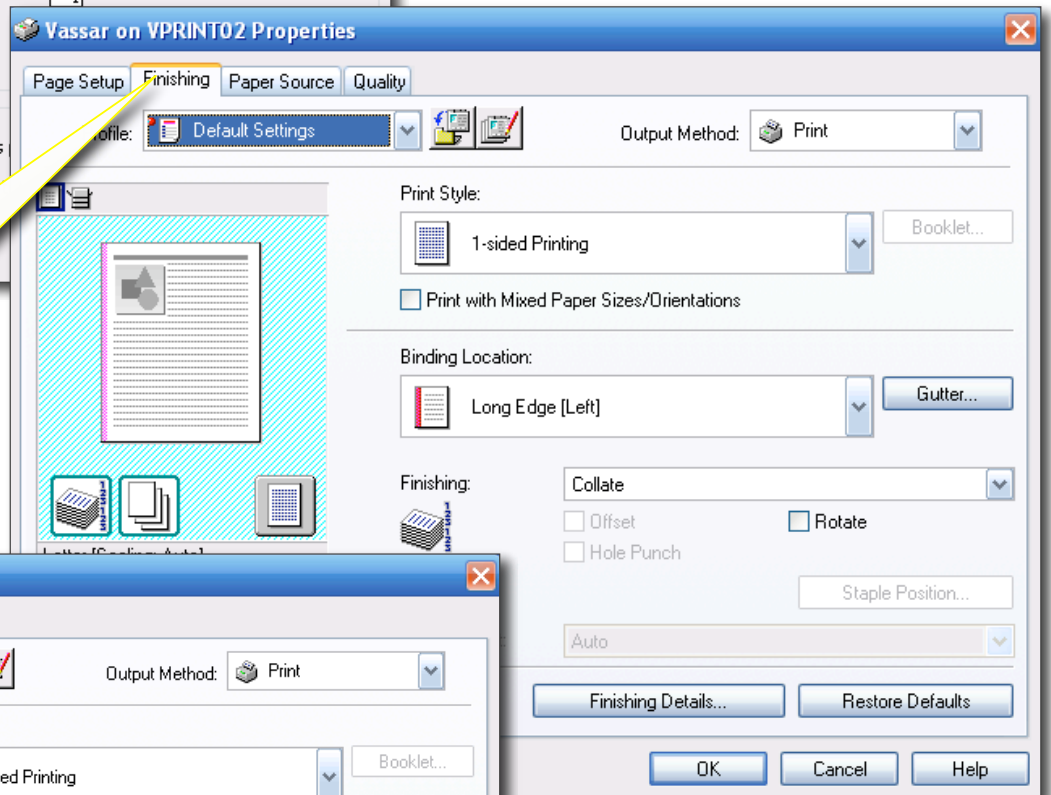 Vassar on VPRINT02 Properties
Page Setup Finishing Paper Source Quality
ofile: Default Settings Output Method: Print
Print Style:
1-sided Printing Booklet...
Print with Mixed Paper Sizes/Orientations
Binding Location:
Long Edge [Left] Gutter...
Finishing: Collate
Offset Rotate
Hole Punch
Staple Position...
Auto
Finishing Details... Restore Defaults
OK Cancel Help
Output Method: Print
ed Printing Booklet...